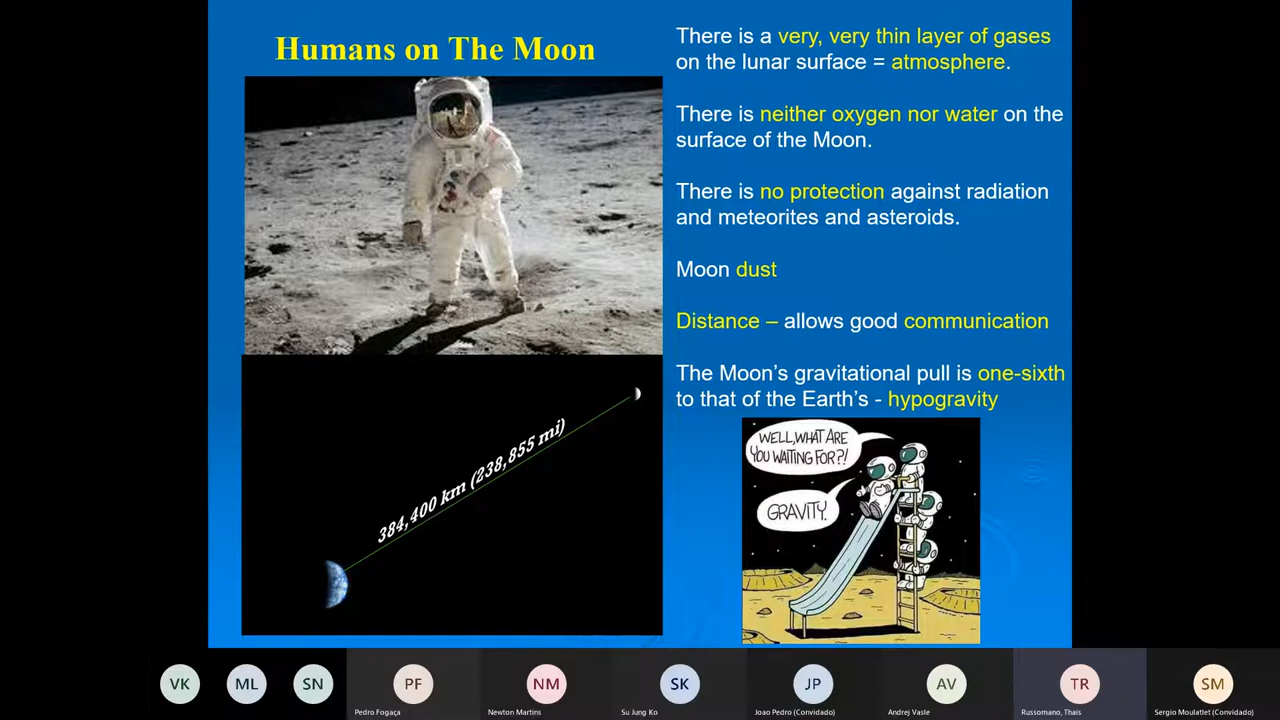 Humans on The Moon
There is a very, very thin layer of gases
on the lunar surface = atmosphere.
There is neither oxygen nor water on the
surface of the Moon.
There is no protection against radiation
and meteorites and asteroids.
Moon dust
Distance – allows good communication
The Moon's gravitational pull is one-sixth
to that of the Earth's - hypogravity
384,400 km (238,855 mi)
WELL, WHAT ARE
YOU WAITING FOR?!
GRAVITY.
VK
ML
SN
PF
NM
SK
JP
AV
TR
SM
Pedro Fogaça
Newton Martins
Su Jung Ko
Joao Pedro (Convidado)
Andrej Vasle
Russomano, Thais
Sergio Moulatlet (Convidado)